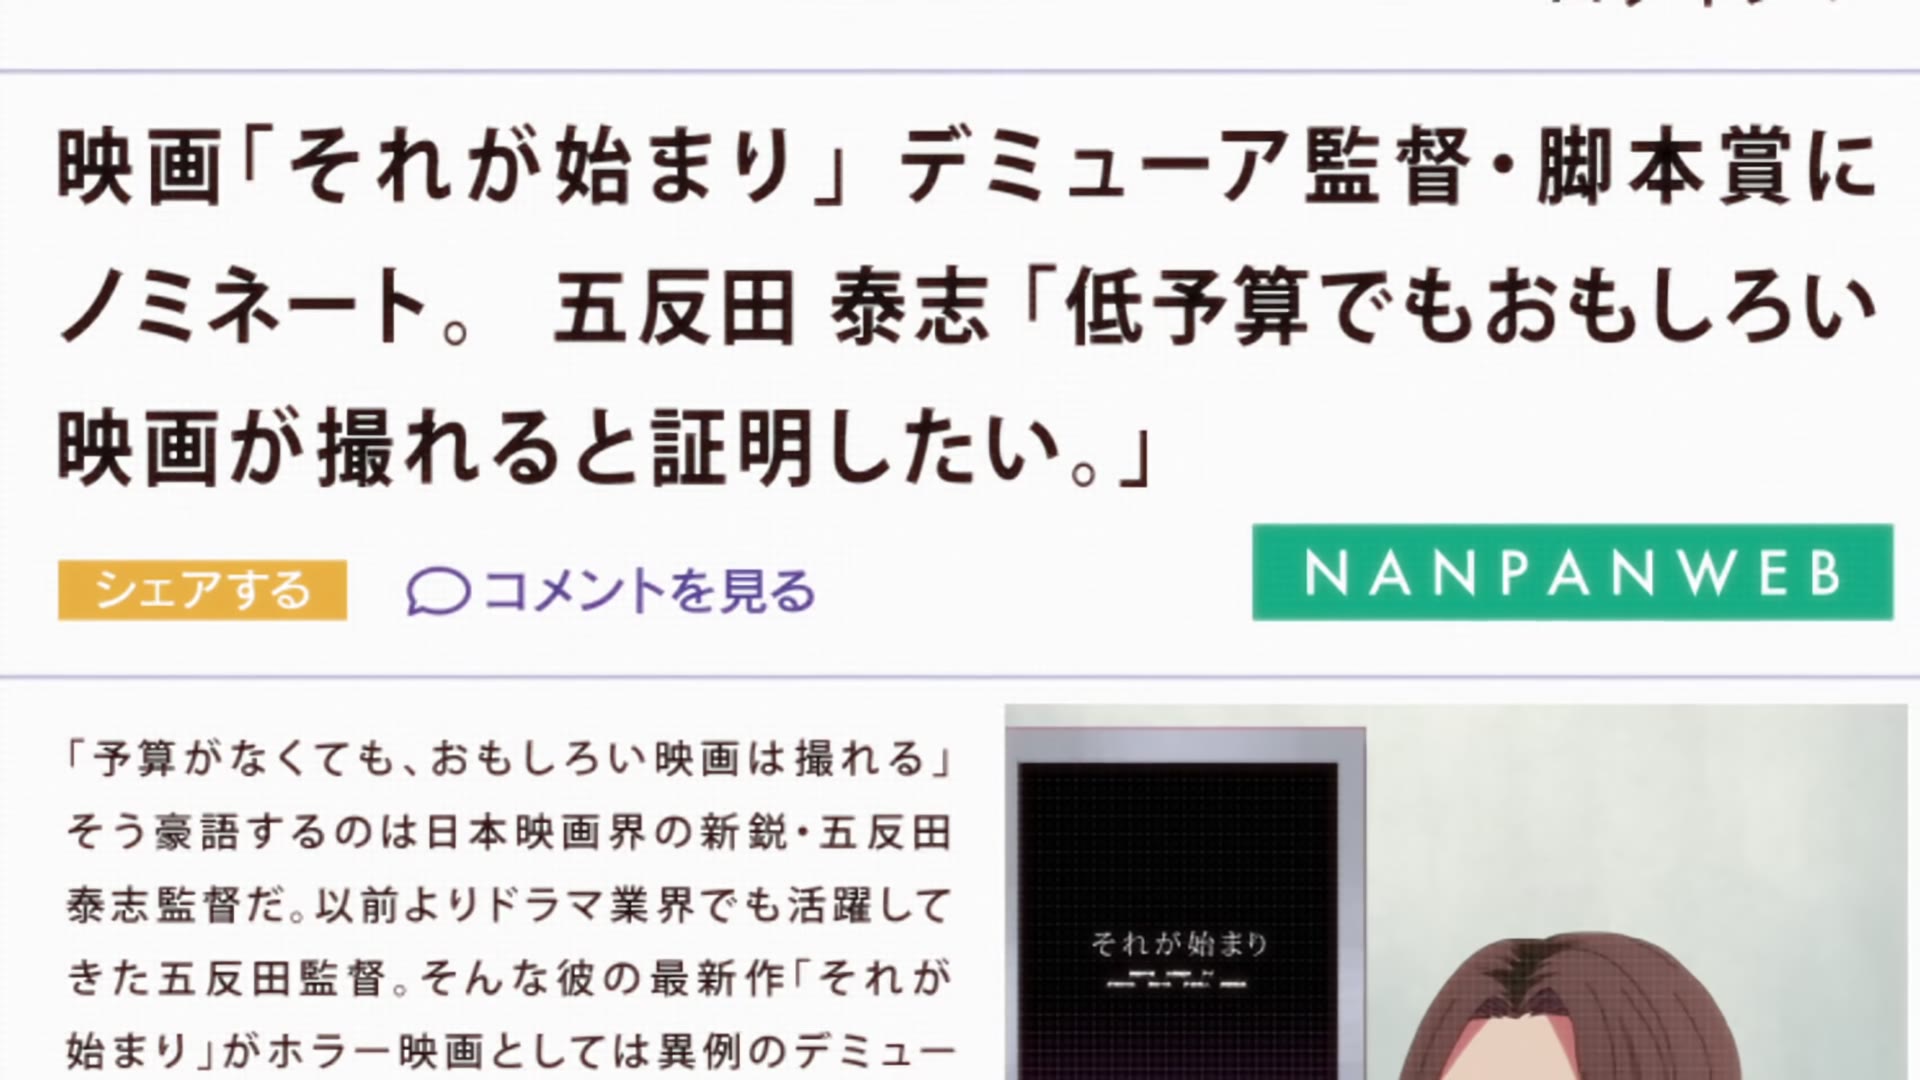 映画「それが始まり」デミューア監督・脚本賞に
ノミネート。 五反田 泰志「低予算でもおもしろい
映画が撮れると証明したい。」
シェアする
コメントを見る
NANPANWEB
「予算がなくても、おもしろい映画は撮れる」
そう豪語するのは日本映画界の新鋭・五反田
泰志監督だ。以前よりドラマ業界でも活躍して
きた五反田監督。そんな彼の最新作「それが
始まり」がホラー映画としては異例のデミュー
それが始まり